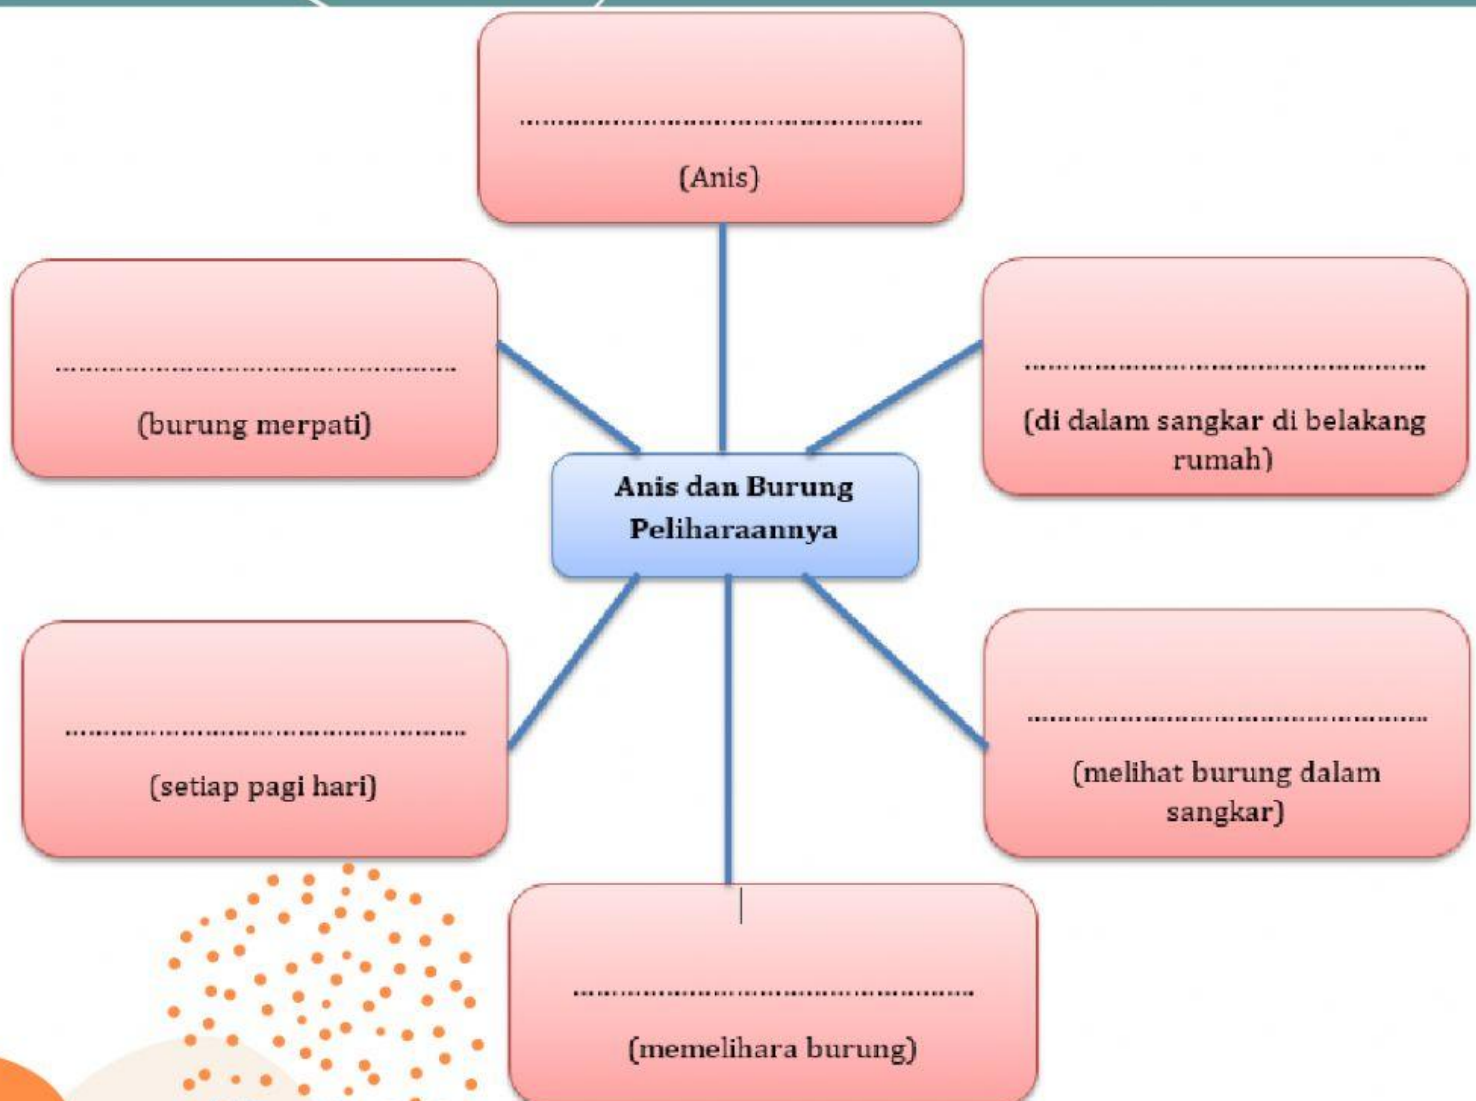 ....................................................
(Anis)
....................................................
(burung merpati)
....................................................
(di dalam sangkar di belakang
rumah)
Anis dan Burung
Peliharaannya
....................................................
(setiap pagi hari)
....................................................
(melihat burung dalam
sangkar)
....................................................
(memelihara burung)